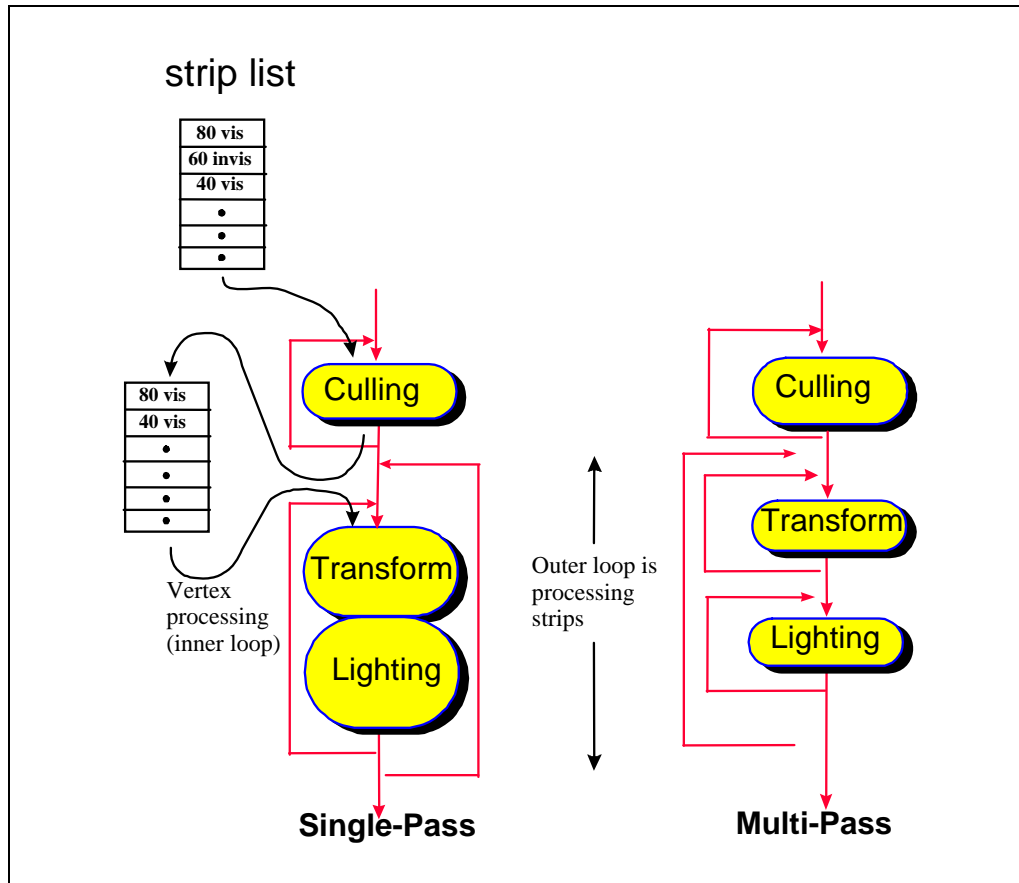 strip list
80 vis
60 invis
40 vis
•
•
•
Culling
80 vis
40 vis
•
•
•
•
Transform
Lighting
Vertex
processing
(inner loop)
Single-Pass
Outer loop is
processing
strips
Culling
Transform
Lighting
Multi-Pass